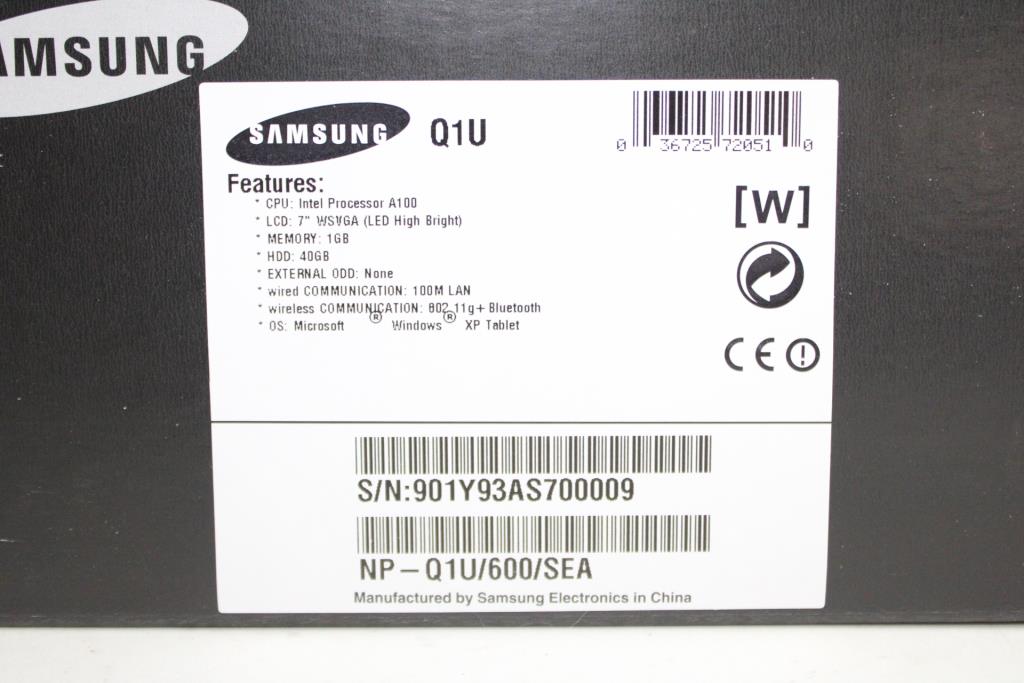 AMSUNG
SAMSUNG Q1U
0 36725 72051 0
Features:
* CPU: Intel Processor A100
* LCD: 7" WSVGA (LED High Bright)
* MEMORY: 1GB
* HDD: 40GB
* EXTERNAL ODD: None
* wired COMMUNICATION: 100M LAN
* wireless COMMUNICATION: 802.11g+ Bluetooth
* OS: Microsoft ® Windows ® XP Tablet
[W]
CE
S/N:901Y93AS700009
NP-Q1U/600/SEA
Manufactured by Samsung Electronics in China